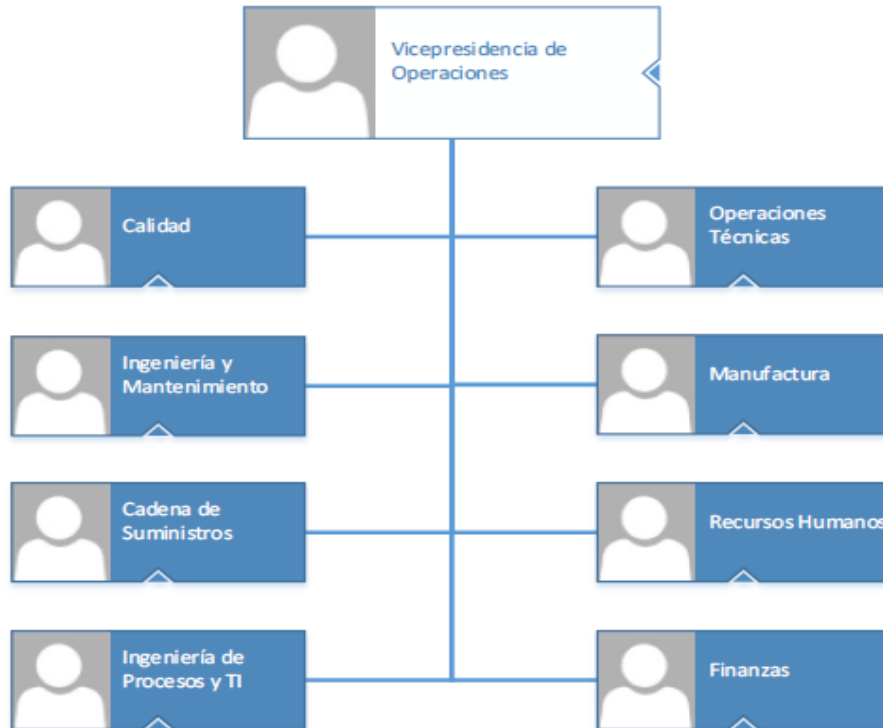 Vicepresidencia de
Operaciones
Calidad
Operaciones
Técnicas
Ingeniería y
Mantenimiento
Manufactura
Cadena de
Suministros
Recursos Humanos
Ingeniería de
Procesos y TI
Finanzas